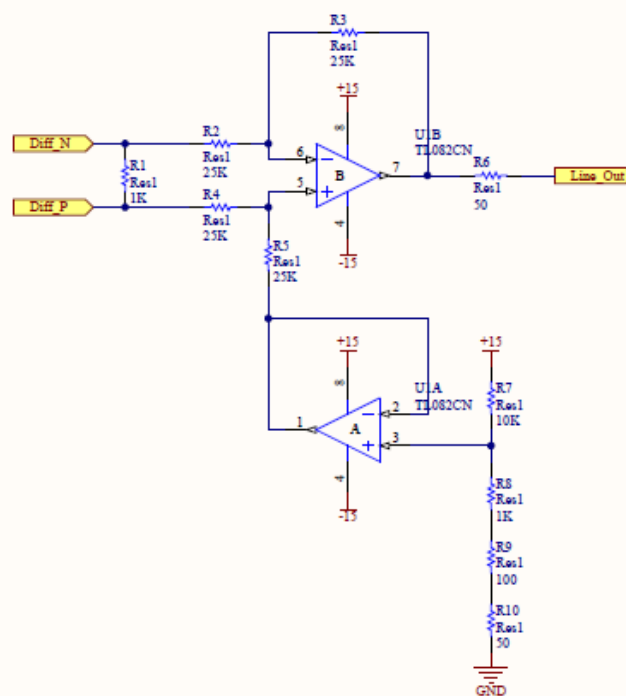 R3
Res1
25K
+15
8
U1B
TL082CN
Diff_N
R2
Res1
25K
6
B
7
R6
Res1
50
Line_Out
R1
Res1
1K
Diff_P
R4
Res1
25K
5
4
-15
R5
Res1
25K
+15
8
U1A
TL082CN
1
A
2
3
4
-15
+15
R7
Res1
10K
R8
Res1
1K
R9
Res1
100
R10
Res1
50
GND